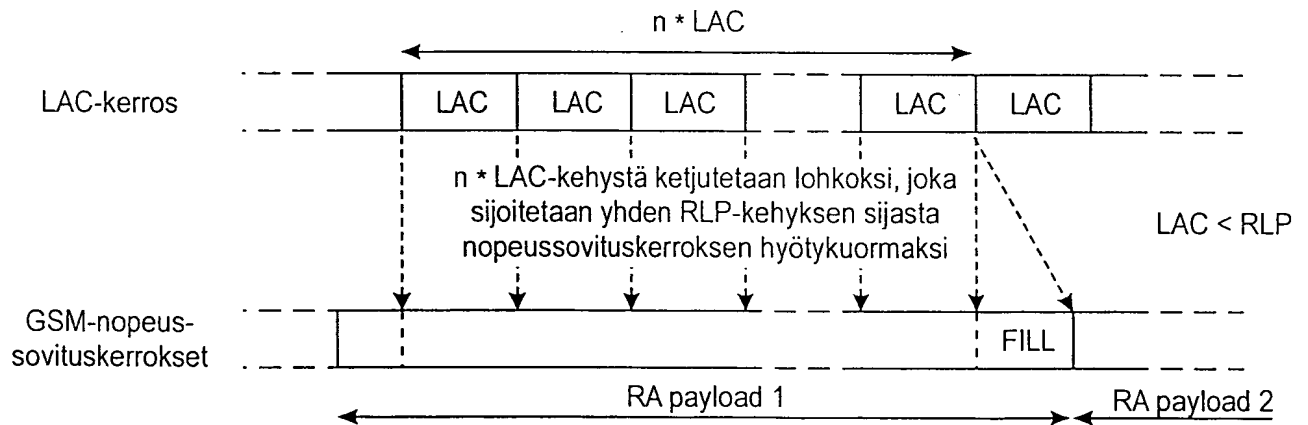 n * LAC
LAC-kerros
LAC LAC LAC LAC LAC
n * LAC-kehystä ketjutetaan lohkoksi, joka
sijoitetaan yhden RLP-kehyksen sijasta
nopeussovituskerroksen hyötykuormaksi
LAC < RLP
GSM-nopeus-
sovituskerrokset
FILL
RA payload 1
RA payload 2